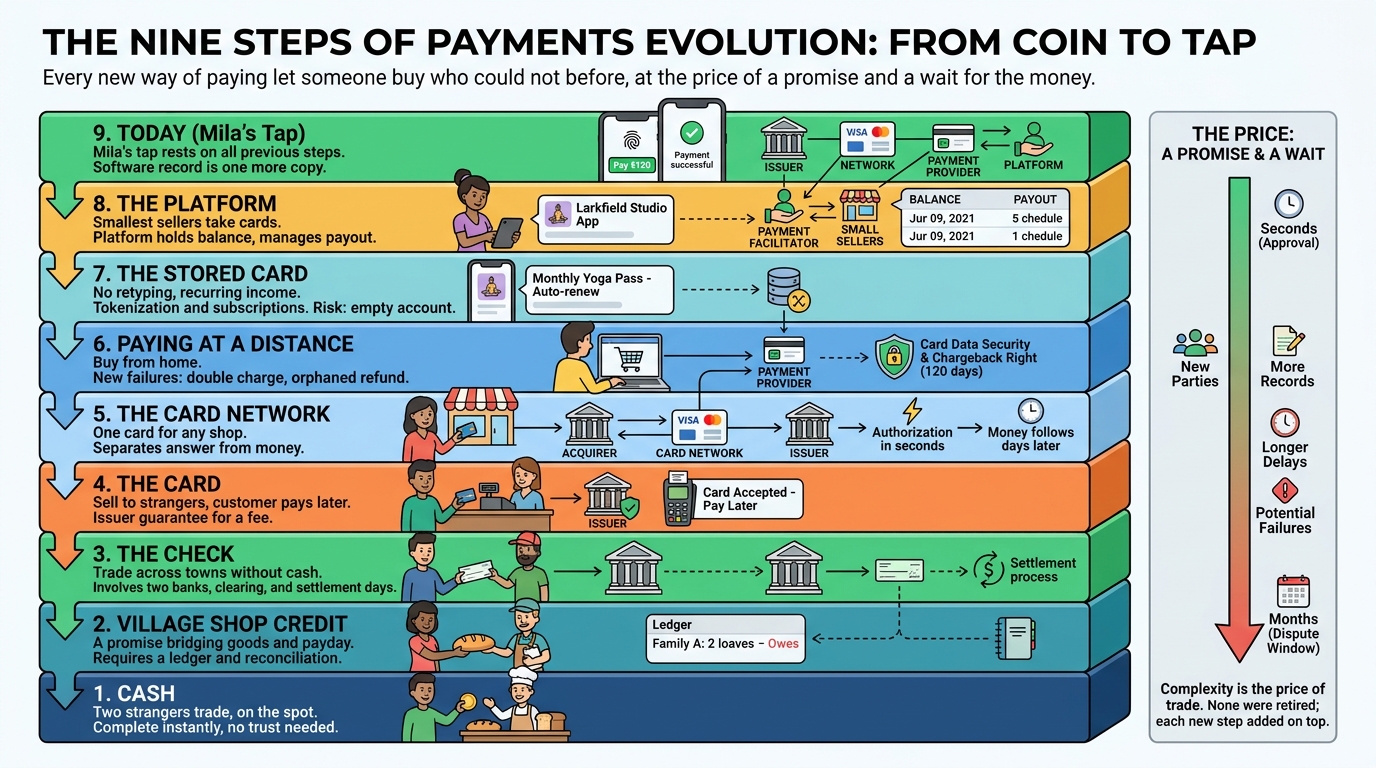 THE NINE STEPS OF PAYMENTS EVOLUTION: FROM COIN TO TAP
Every new way of paying let someone buy who could not before, at the price of a promise and a wait for the money.
9. TODAY (Mila's Tap)
Mila's tap rests on all previous steps.
Software record is one more copy.
Pay £120
Payment
successful
ISSUER
VISA
NETWORK
PAYMENT
PROVIDER
PLATFORM
8. THE PLATFORM
Smallest sellers take cards.
Platform holds balance, manages payout.
Larkfield Studio
App
PAYMENT
FACILITATOR
SMALL
SELLERS
BALANCE PAYOUT
Jun 09, 2021 5 chedule
Jun 09, 2021 1 chedule
7. THE STORED CARD
No retyping, recurring income.
Tokenization and subscriptions. Risk: empty account.
Monthly Yoga Pass -
Auto-renew
6. PAYING AT A DISTANCE
Buy from home.
New failures: double charge, orphaned refund.
PAYMENT
PROVIDER
Card Data Security
& Chargeback Right
(120 days)
5. THE CARD NETWORK
One card for any shop.
Separates answer from money.
ACQUIRER
VISA
CARD NETWORK
ISSUER
Authorization
in seconds
Money follows
days later
4. THE CARD
Sell to strangers, customer pays later.
Issuer guarantee for a fee.
ISSUER
Card Accepted -
Pay Later
3. THE CHECK
Trade across towns without cash.
Involves two banks, clearing, and settlement days.
$
Settlement
process
2. VILLAGE SHOP CREDIT
A promise bridging goods and payday.
Requires a ledger and reconciliation.
Ledger
Family A: 2 loaves – Owes
1. CASH
Two strangers trade, on the spot.
Complete instantly, no trust needed.
THE PRICE:
A PROMISE & A WAIT
Seconds
(Approval)
New
Parties
More
Records
Longer
Delays
Potential
Failures
Months
(Dispute
Window)
Complexity is the price of
trade. None were retired;
each new step added on top.